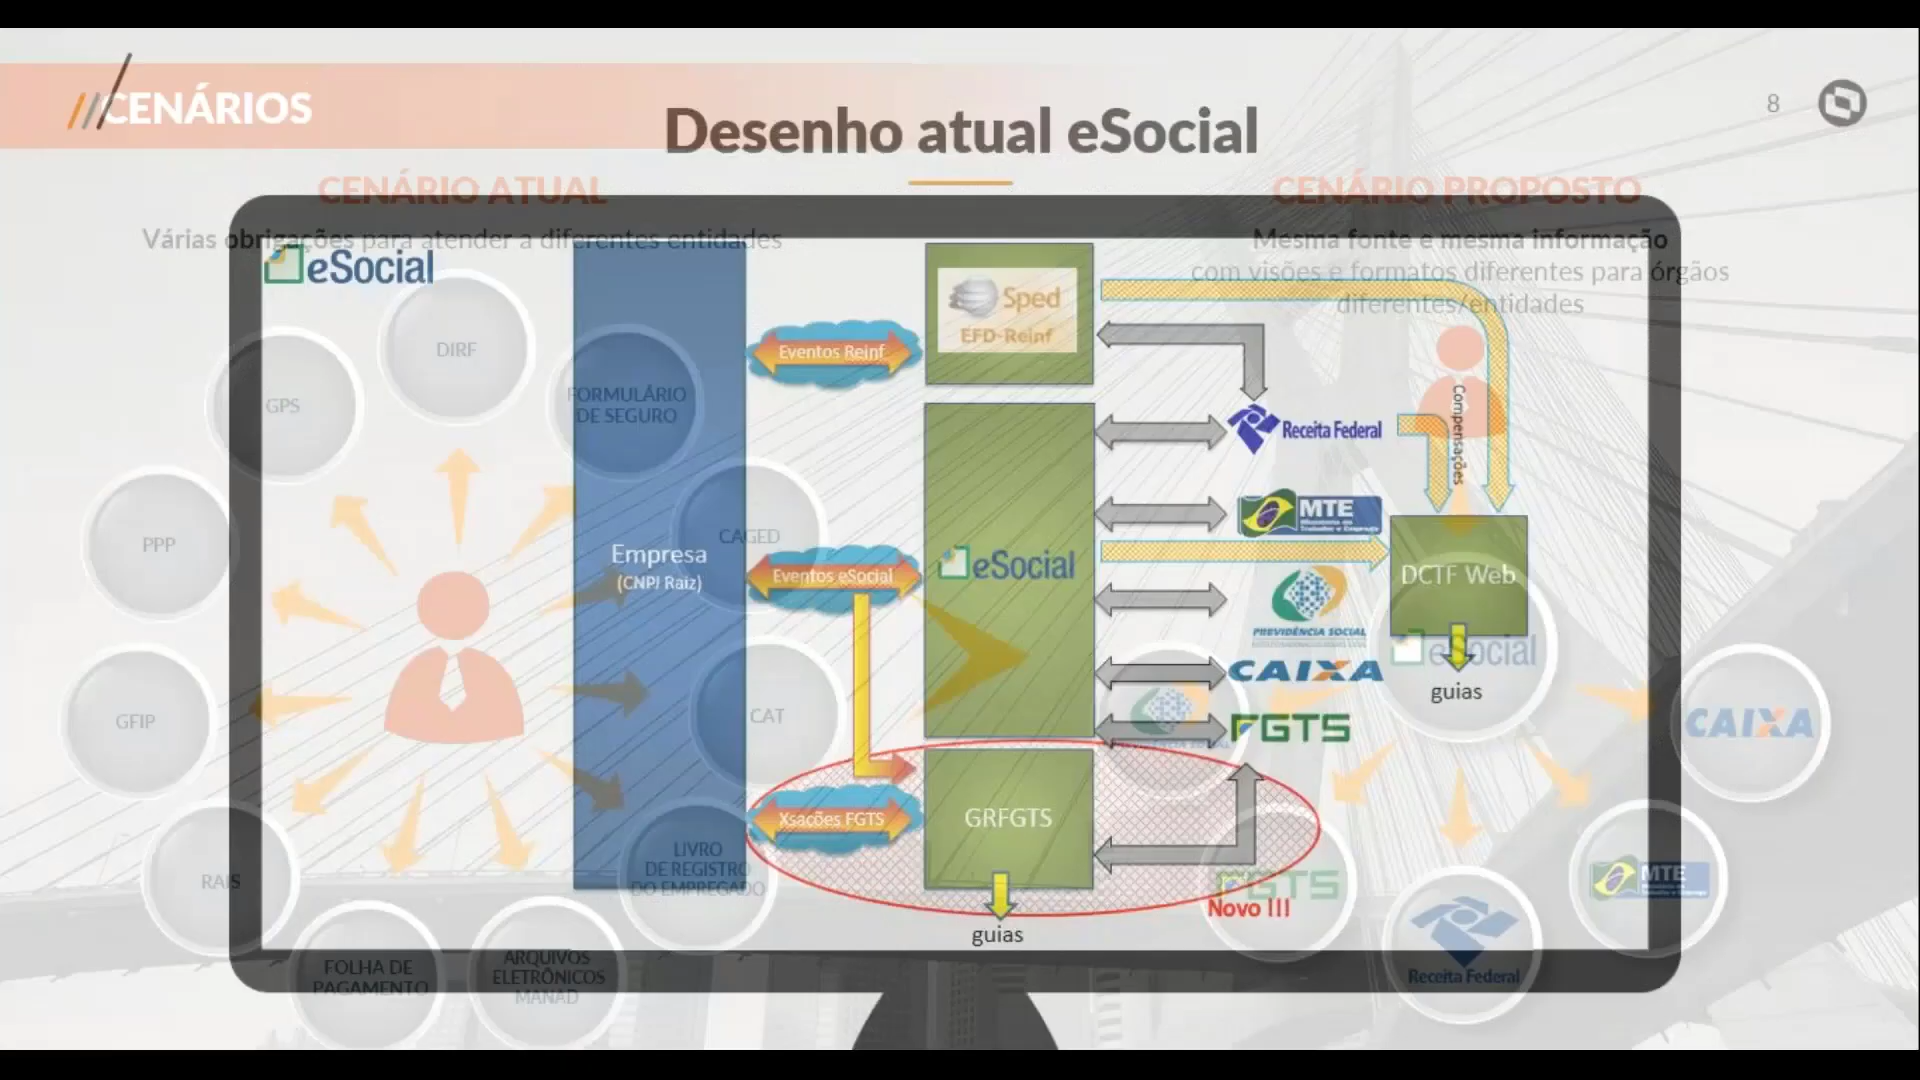 CENÁRIOS
Desenho atual eSocial
8
CENÁRIO ATUAL
CENÁRIO PROPOSTO
Várias obrigações para atender a diferentes entidades
Mesma fonte e mesma informação
com visões e formatos diferentes para órgãos
diferentes/entidades
eSocial
Sped
EFD-Reinf
Eventos Reinf
DIRF
GPS
FORMULÁRIO
DE SEGURO
Receita Federal
Compensações
MTE
Ministério do
Trabalho e Emprego
PPP
CAGED
Empresa
(CNPJ Raiz)
Eventos eSocial
eSocial
DCTF Web
PREVIDÊNCIA SOCIAL
eSocial
CAIXA
guias
GFIP
CAT
FGTS
CAIXA
Xsações FGTS
GRFGTS
LIVRO
DE REGISTRO
DO EMPREGADO
RAIS
FGTS
MTE
Novo !!!
guias
FOLHA DE
PAGAMENTO
ARQUIVOS
ELETRÔNICOS
MANAD
Receita Federal